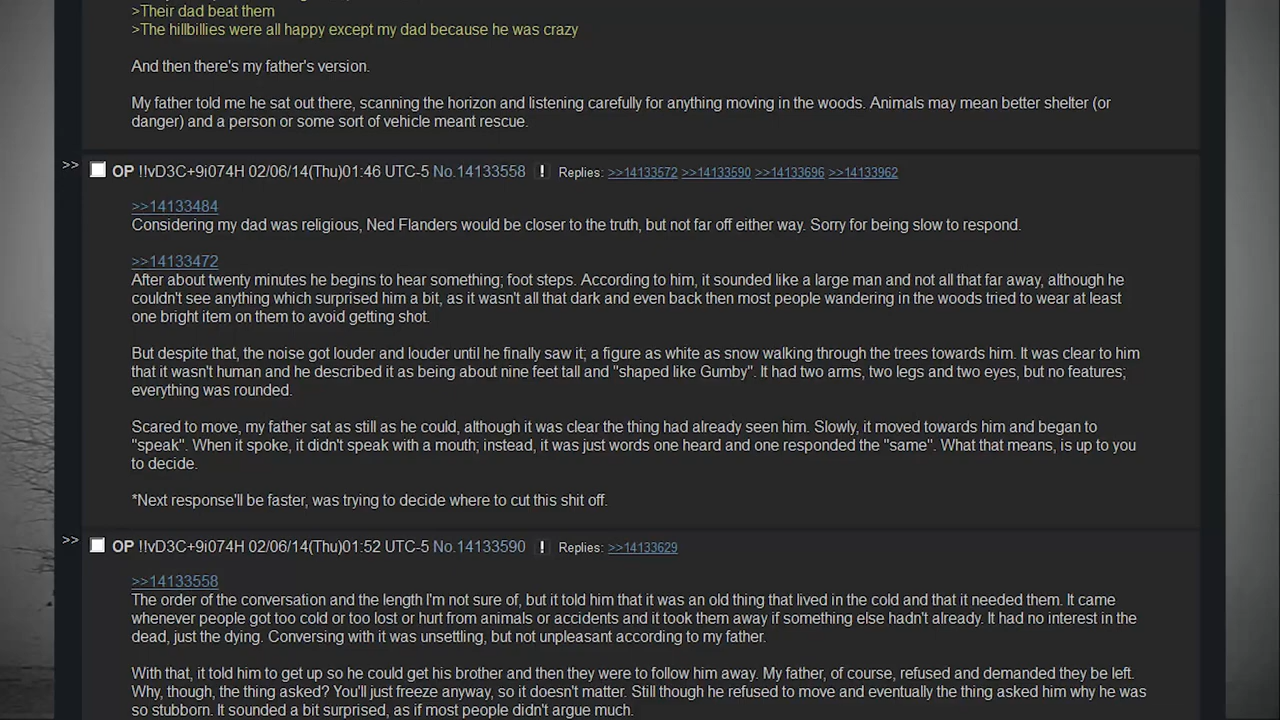 >Their dad beat them
>The hillbillies were all happy except my dad because he was crazy
And then there's my father's version.
My father told me he sat out there, scanning the horizon and listening carefully for anything moving in the woods. Animals may mean better shelter (or
danger) and a person or some sort of vehicle meant rescue.
>> OP !!vD3C+9i074H 02/06/14(Thu)01:46 UTC-5 No.14133558 ! Replies: >>14133572 >>14133590 >>14133696 >>14133962
>>14133484
Considering my dad was religious, Ned Flanders would be closer to the truth, but not far off either way. Sorry for being slow to respond.
>>14133472
After about twenty minutes he begins to hear something; foot steps. According to him, it sounded like a large man and not all that far away, although he
couldn't see anything which surprised him a bit, as it wasn't all that dark and even back then most people wandering in the woods tried to wear at least
one bright item on them to avoid getting shot.
But despite that, the noise got louder and louder until he finally saw it; a figure as white as snow walking through the trees towards him. It was clear to him
that it wasn't human and he described it as being about nine feet tall and "shaped like Gumby". It had two arms, two legs and two eyes, but no features;
everything was rounded.
Scared to move, my father sat as still as he could, although it was clear the thing had already seen him. Slowly, it moved towards him and began to
"speak". When it spoke, it didn't speak with a mouth; instead, it was just words one heard and one responded the "same". What that means, is up to you
to decide.
*Next response'll be faster, was trying to decide where to cut this shit off.
>> OP !!vD3C+9i074H 02/06/14(Thu)01:52 UTC-5 No.14133590 ! Replies: >>14133629
>>14133558
The order of the conversation and the length I'm not sure of, but it told him that it was an old thing that lived in the cold and that it needed them. It came
whenever people got too cold or too lost or hurt from animals or accidents and it took them away if something else hadn't already. It had no interest in the
dead, just the dying. Conversing with it was unsettling, but not unpleasant according to my father.
With that, it told him to get up so he could get his brother and then they were to follow him away. My father, of course, refused and demanded they be left.
Why, though, the thing asked? You'll just freeze anyway, so it doesn't matter. Still though he refused to move and eventually the thing asked him why he was
so stubborn. It sounded a bit surprised, as if most people didn't argue much.